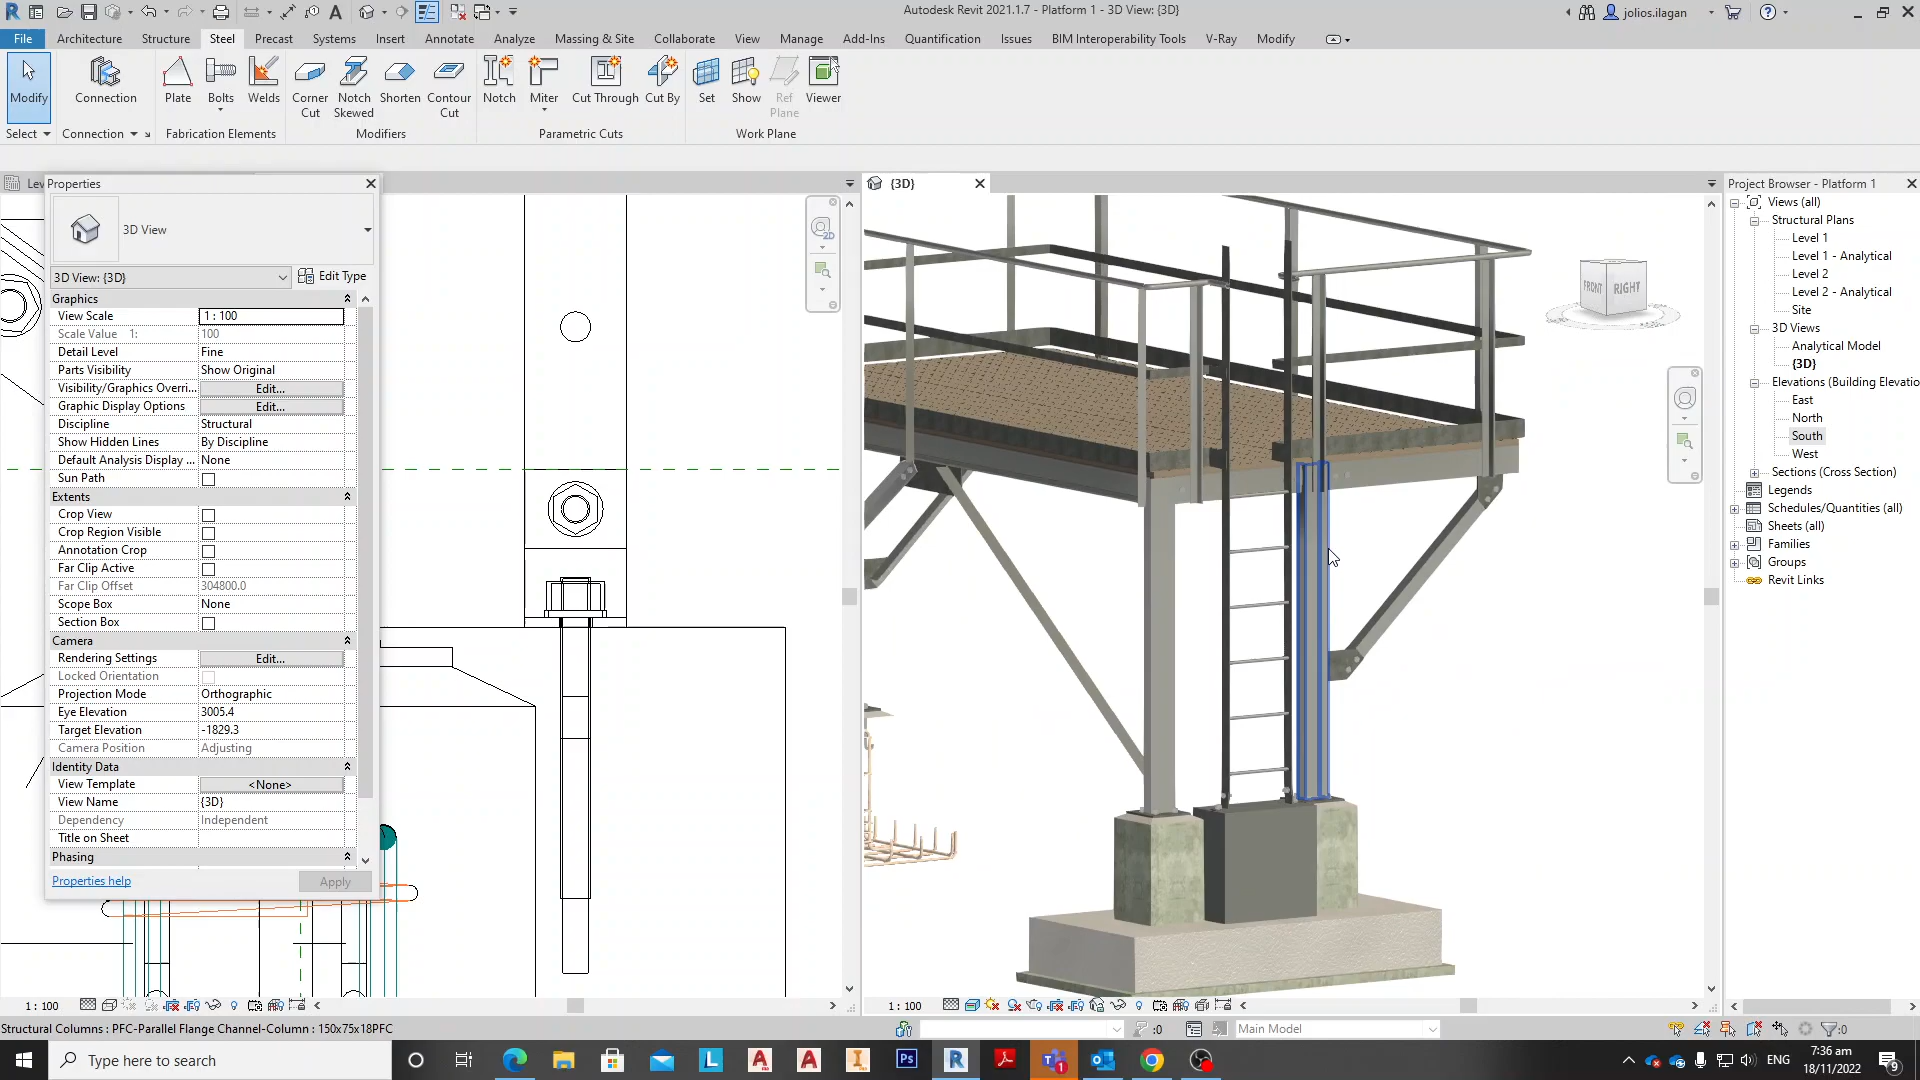 Autodesk Revit 2021.1.7 - Platform 1 - 3D View: {3D}
jolios.ilagan
File Architecture Structure Steel Precast Systems Insert Annotate Analyze Massing & Site Collaborate View Manage Add-Ins Quantification Issues BIM Interoperability Tools V-Ray Modify
Modify Connection Plate Bolts Welds Corner Cut Notch Skewed Shorten Contour Cut Notch Miter Cut Through Cut By Set Show Ref Plane Viewer
Select Connection Fabrication Elements Modifiers Parametric Cuts Work Plane
Lev
Properties
{3D}
Project Browser - Platform 1
3D View
3D View: {3D}
Edit Type
Graphics
View Scale 1 : 100
Scale Value 1: 100
Detail Level Fine
Parts Visibility Show Original
Visibility/Graphics Overri... Edit...
Graphic Display Options Edit...
Discipline Structural
Show Hidden Lines By Discipline
Default Analysis Display ... None
Sun Path
Extents
Crop View
Crop Region Visible
Annotation Crop
Far Clip Active
Far Clip Offset 304800.0
Scope Box None
Section Box
Camera
Rendering Settings Edit...
Locked Orientation
Projection Mode Orthographic
Eye Elevation 3005.4
Target Elevation -1829.3
Camera Position Adjusting
Identity Data
View Template <None>
View Name {3D}
Dependency Independent
Title on Sheet
Phasing
Properties help
Apply
2D
FRONT RIGHT
Views (all)
Structural Plans
Level 1
Level 1 - Analytical
Level 2
Level 2 - Analytical
Site
3D Views
Analytical Model
{3D}
Elevations (Building Elevatio
East
North
South
West
Sections (Cross Section)
Legends
Schedules/Quantities (all)
Sheets (all)
Families
Groups
Revit Links
1 : 100
1 : 100
Structural Columns : PFC-Parallel Flange Channel-Column : 150x75x18PFC
:0
Main Model
:0
Type here to search
ENG
7:36 am
18/11/2022